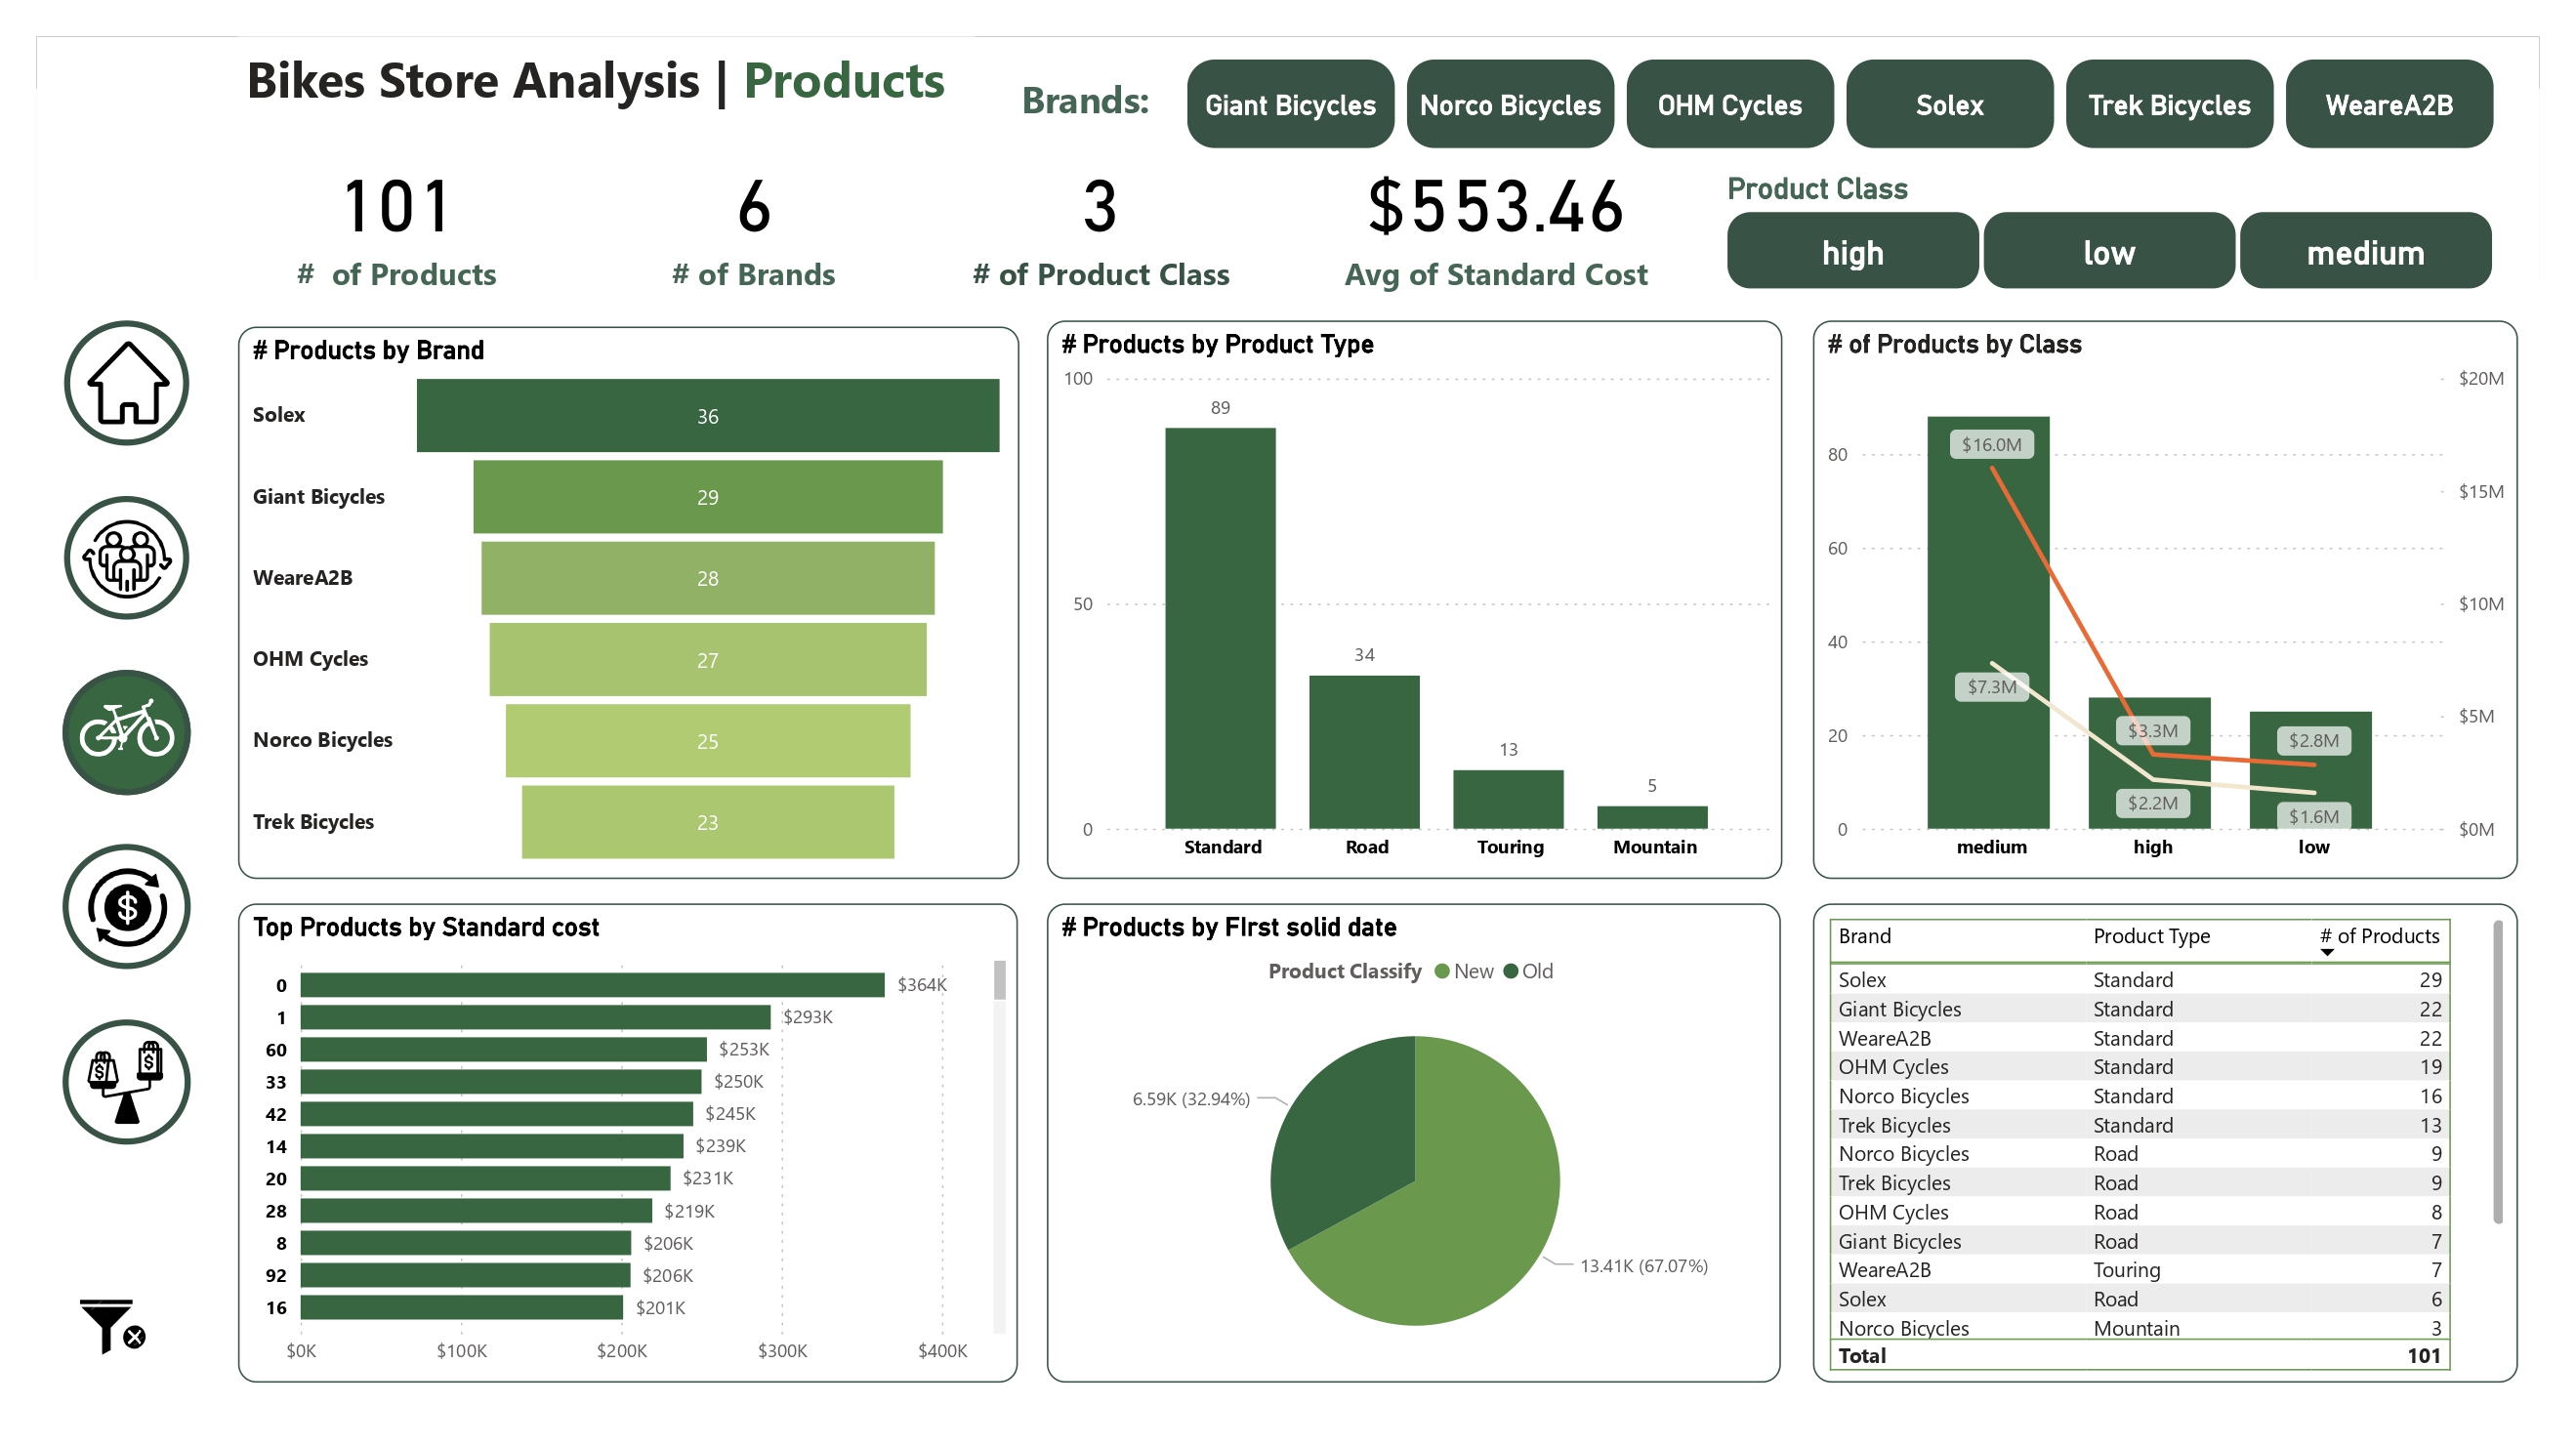 Bikes Store Analysis | Products
Brands:
Giant Bicycles
Norco Bicycles
OHM Cycles
Solex
Trek Bicycles
WeareA2B
101
# of Products
6
# of Brands
3
# of Product Class
$553.46
Avg of Standard Cost
Product Class
high
low
medium
# Products by Brand
Solex 36
Giant Bicycles 29
WeareA2B 28
OHM Cycles 27
Norco Bicycles 25
Trek Bicycles 23
# Products by Product Type
100
50
0
89
34
13
5
Standard Road Touring Mountain
# of Products by Class
80
60
40
20
0
$20M
$15M
$10M
$5M
$0M
$16.0M
$7.3M
$3.3M
$2.2M
$2.8M
$1.6M
medium high low
Top Products by Standard cost
0 $364K
1 $293K
60 $253K
33 $250K
42 $245K
14 $239K
20 $231K
28 $219K
8 $206K
92 $206K
16 $201K
$0K $100K $200K $300K $400K
# Products by FIrst solid date
Product Classify New Old
6.59K (32.94%)
13.41K (67.07%)
Brand Product Type # of Products
Solex Standard 29
Giant Bicycles Standard 22
WeareA2B Standard 22
OHM Cycles Standard 19
Norco Bicycles Standard 16
Trek Bicycles Standard 13
Norco Bicycles Road 9
Trek Bicycles Road 9
OHM Cycles Road 8
Giant Bicycles Road 7
WeareA2B Touring 7
Solex Road 6
Norco Bicycles Mountain 3
Total 101